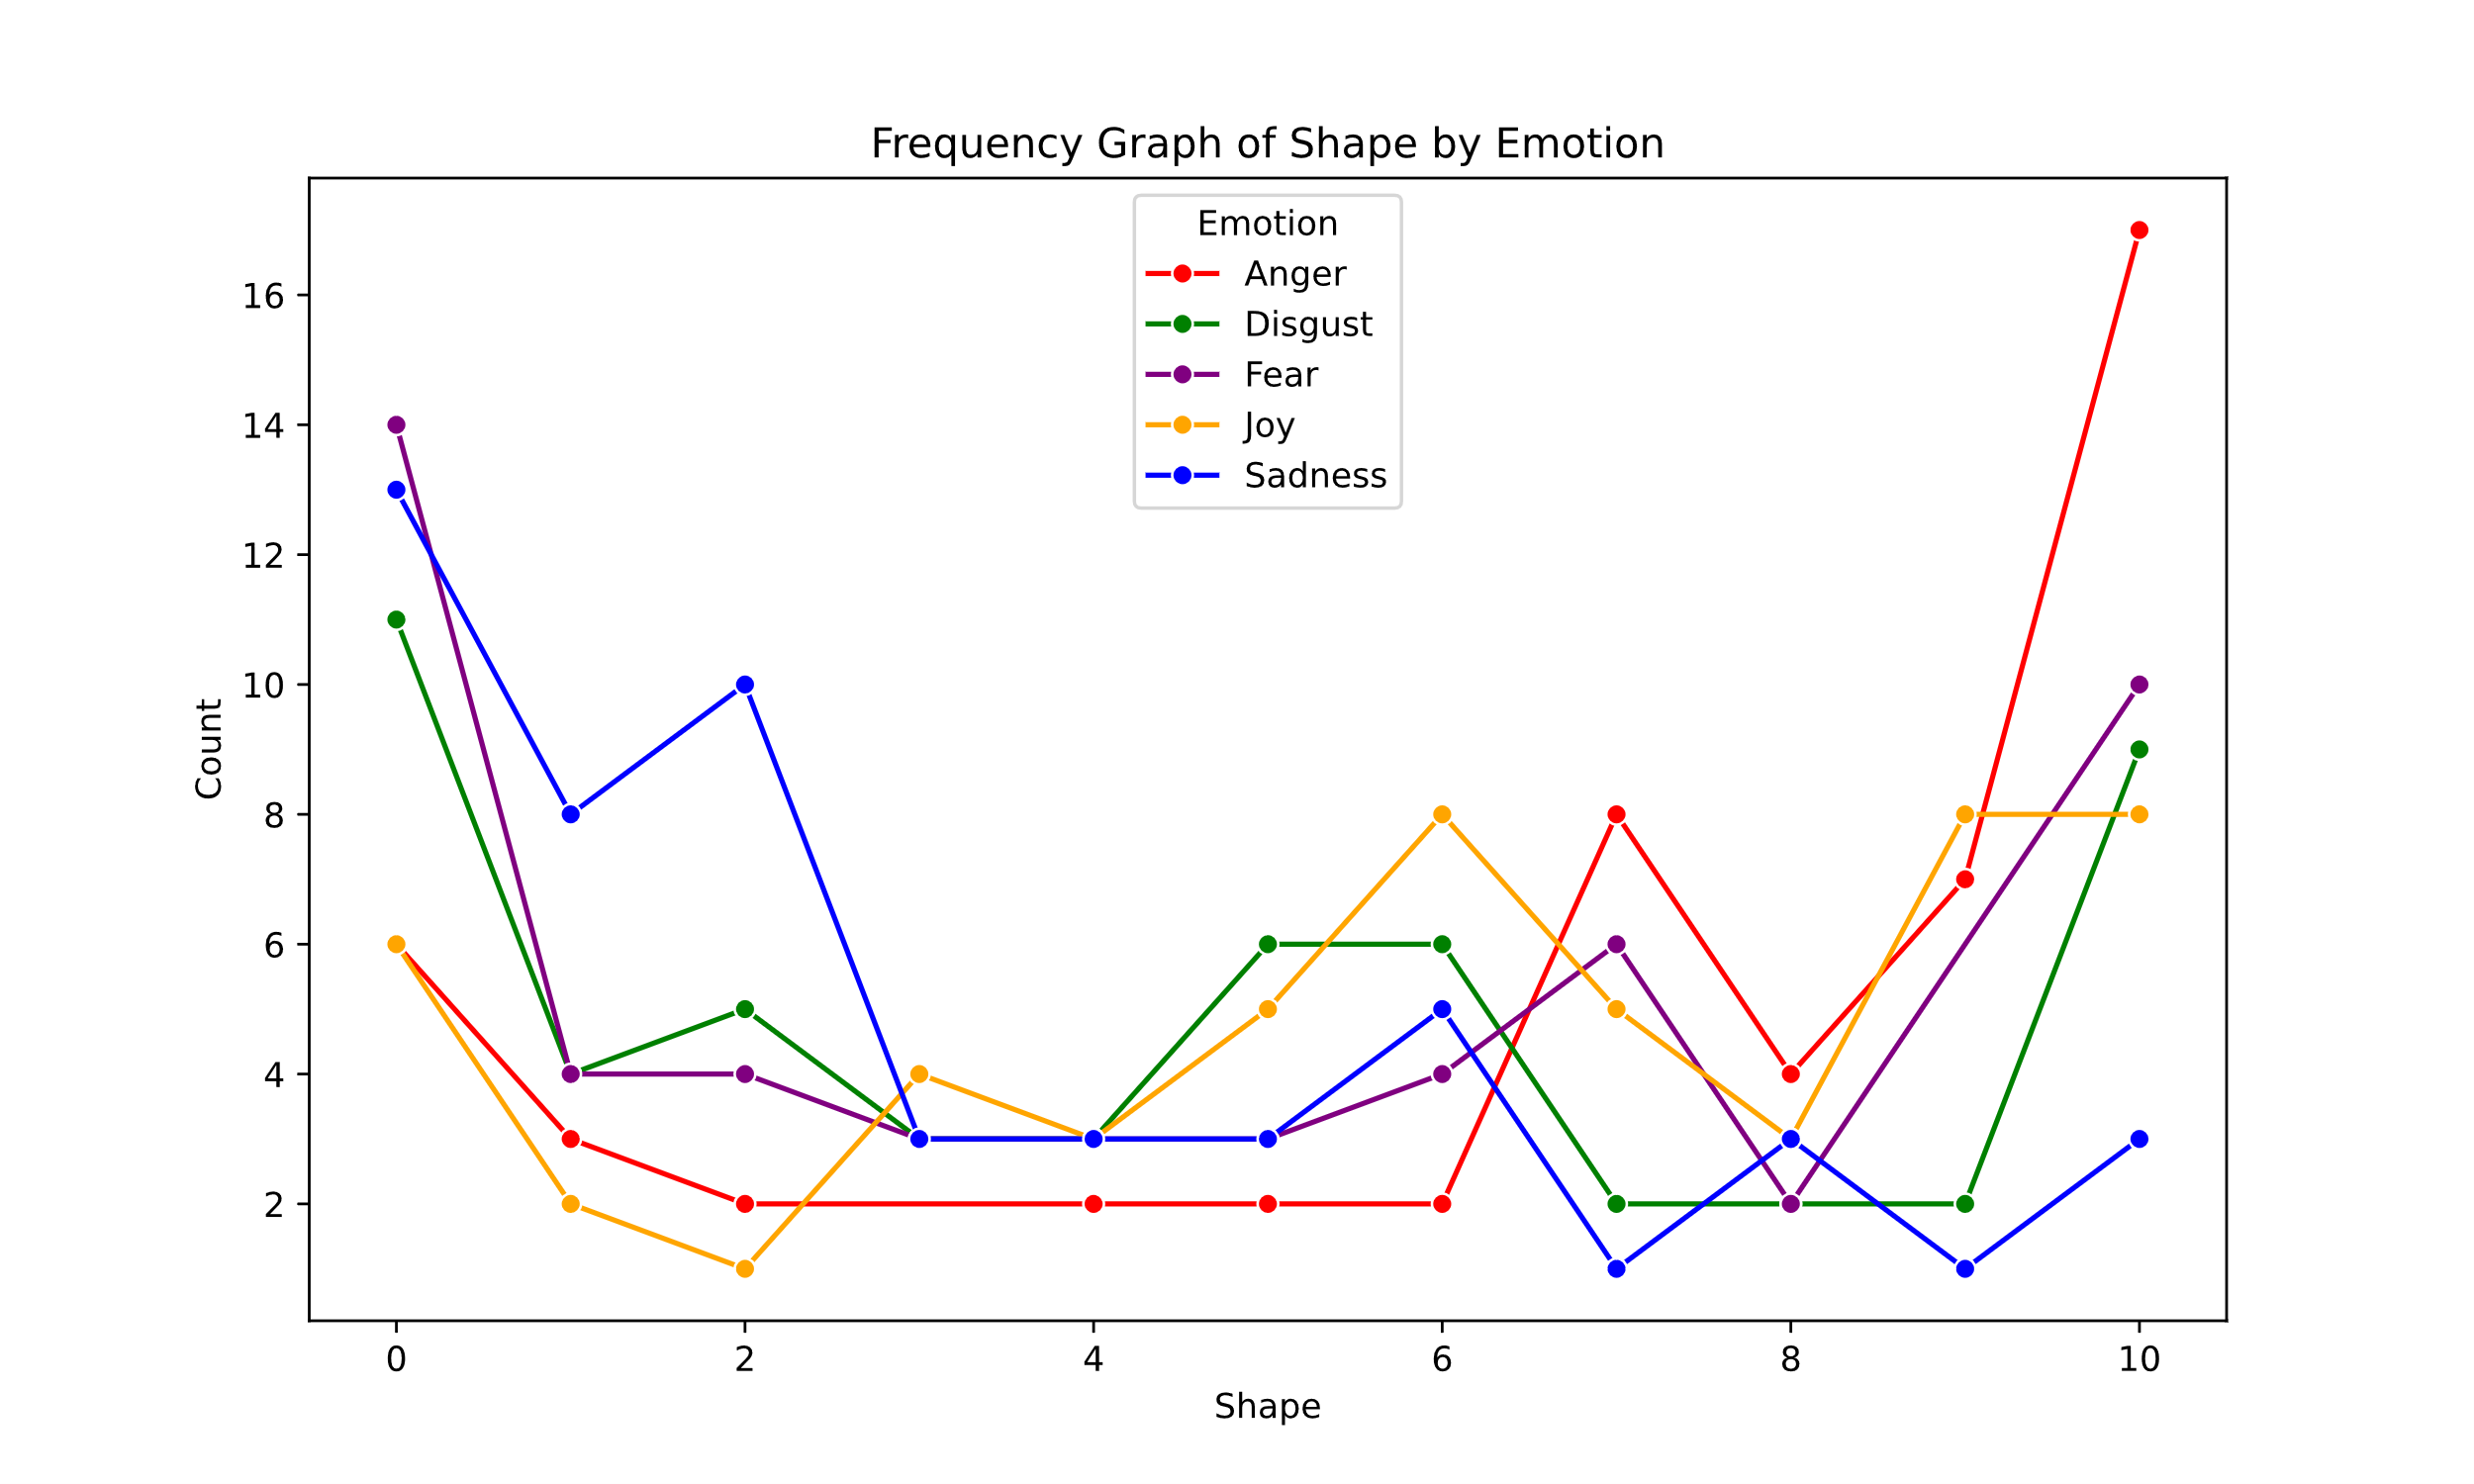 Frequency Graph of Shape by Emotion
Emotion
Anger
Disgust
Fear
Joy
Sadness
Count
16
14
12
10
8
6
4
2
0 2 4 6 8 10
Shape